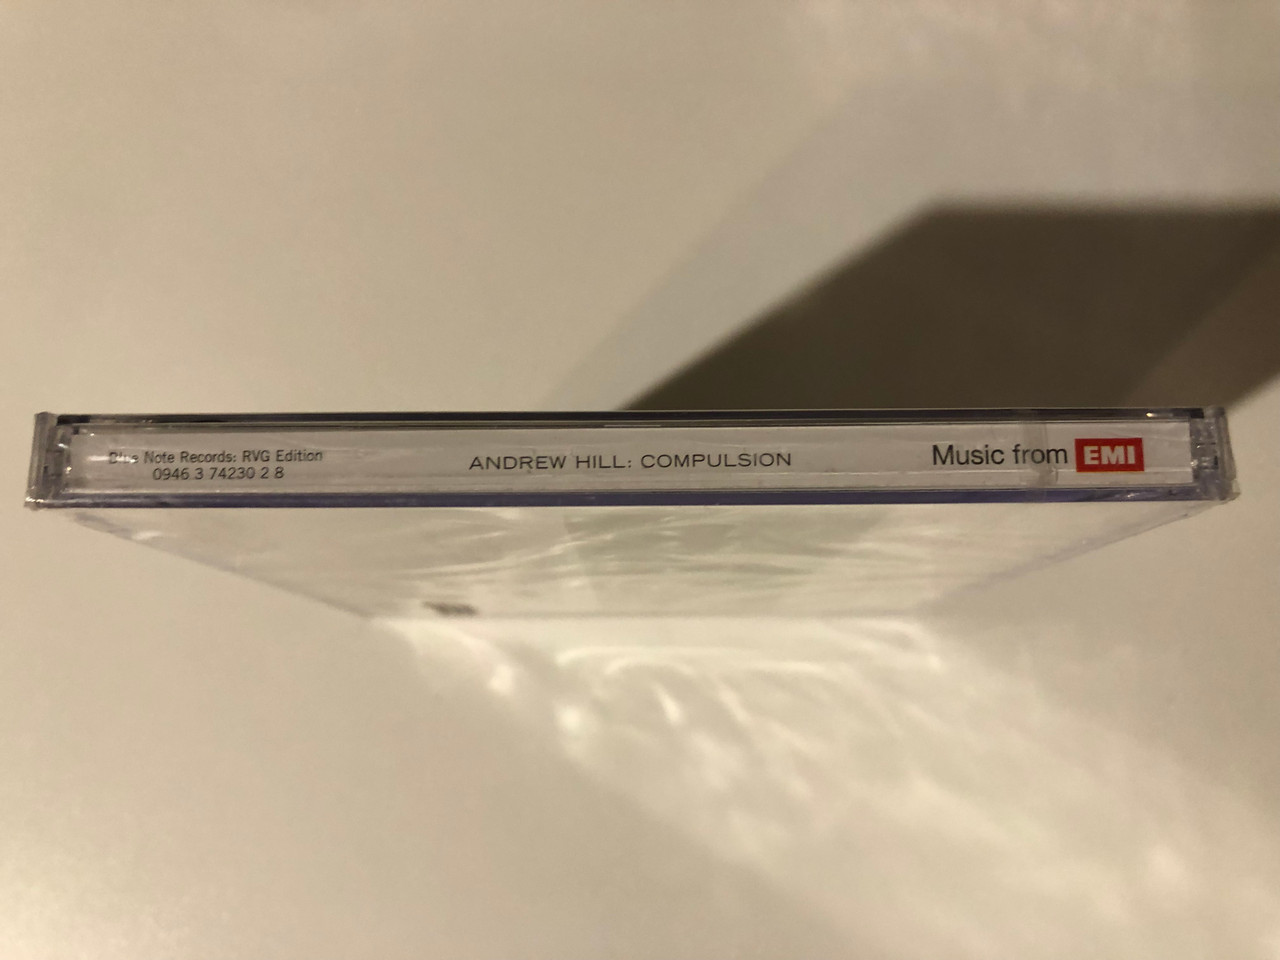 Blue Note Records: RVG Edition
0946 3 74230 2 8
ANDREW HILL: COMPULSION
Music from EMI